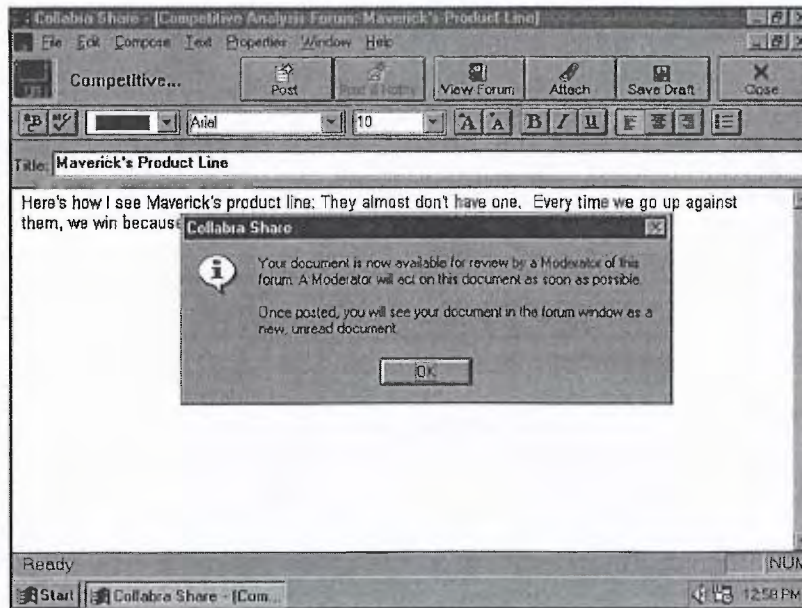 Collabra Share - [Competitive Analysis Forum: Maverick's Product Line]
File Edit Compose Text Properties Window Help
Competitive... Post Post & Notify View Forum Attach Save Draft Close
Arial 10 A A B I U
Title: Maverick's Product Line
Here's how I see Maverick's product line: They almost don't have one. Every time we go up against
them, we win because
Collabra Share
Your document is now available for review by a Moderator of this
forum. A Moderator will act on this document as soon as possible.
Once posted, you will see your document in the forum window as a
new, unread document.
OK
Ready NUM
Start Collabra Share - [Com... 12:58 PM